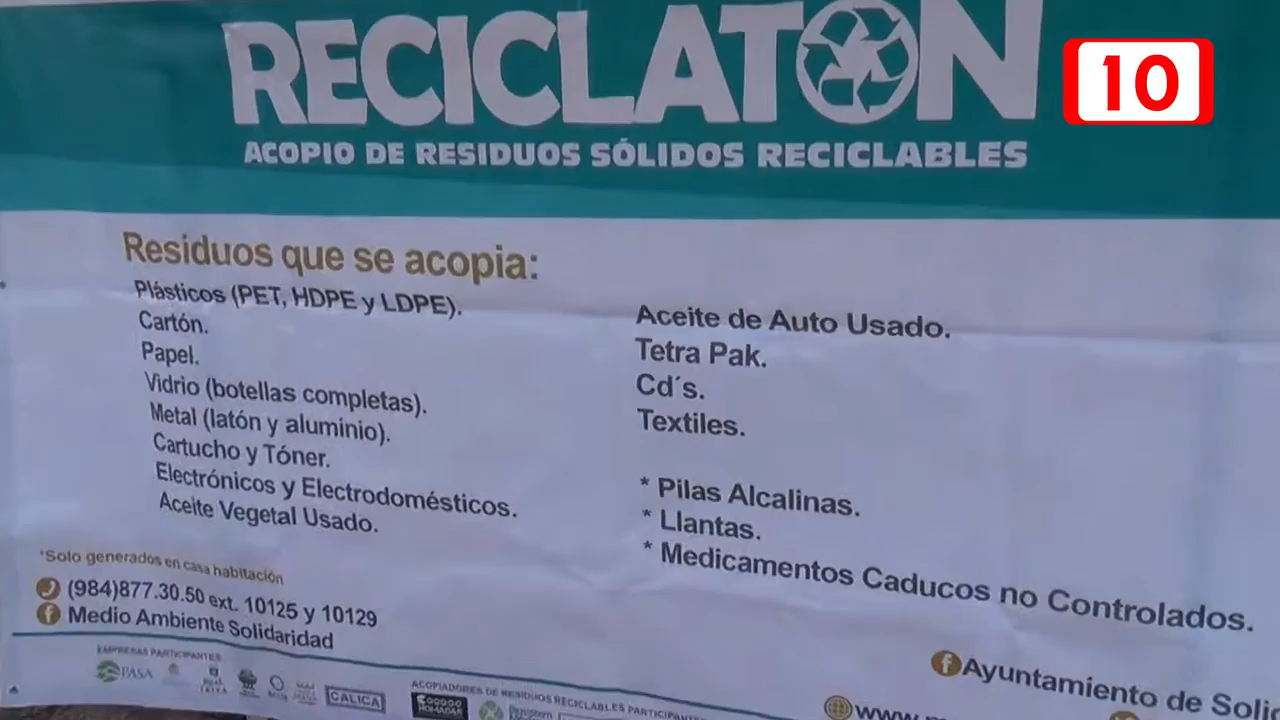 RECICLATON
10
ACOPIO DE RESIDUOS SÓLIDOS RECICLABLES
Residuos que se acopia:
Plásticos (PET, HDPE y LDPE).
Cartón.
Papel.
Vidrio (botellas completas).
Metal (latón y aluminio).
Cartucho y Tóner.
Electrónicos y Electrodomésticos.
Aceite Vegetal Usado.
Aceite de Auto Usado.
Tetra Pak.
Cd´s.
Textiles.
* Pilas Alcalinas.
* Llantas.
* Medicamentos Caducos no Controlados.
*Solo generados en casa habitación
(984)877.30.50 ext. 10125 y 10129
Medio Ambiente Solidaridad
EMPRESAS PARTICIPANTES
PASA
CALICA
ACOPIADORES DE RESIDUOS RECICLABLES PARTICIPANTE
Ayuntamiento de Soli
www.